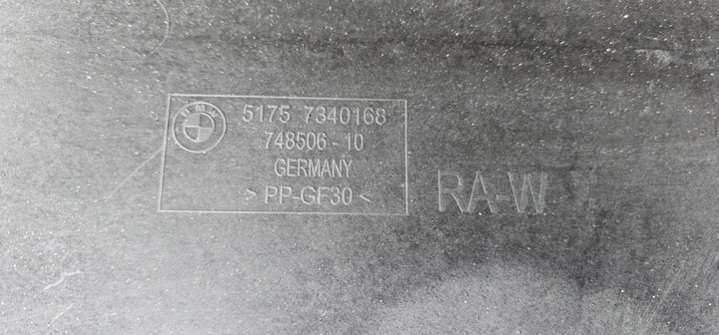 BMW
5175 7340168
748506-10
GERMANY
> PP-GF30 <
RA-W